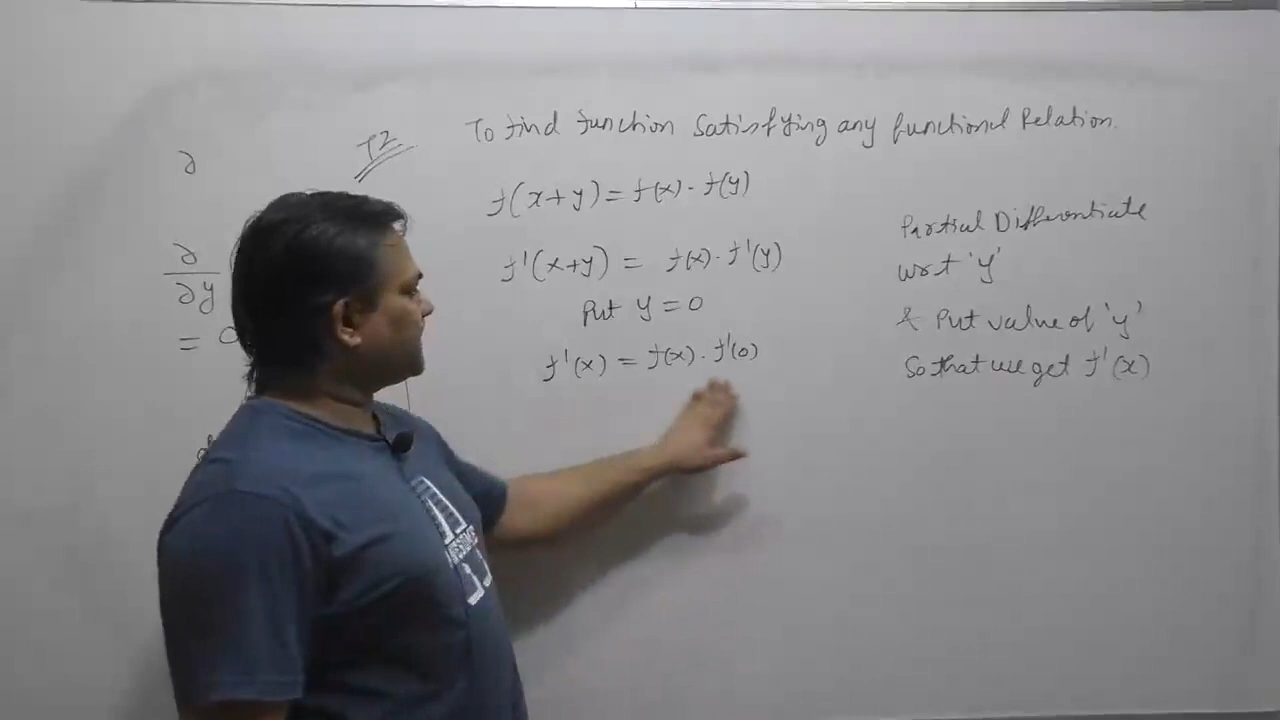 T2
To find function Satisfying any functional Relation.
f(x+y) = f(x) · f(y)
f'(x+y) = f(x) · f'(y)
Put y = 0
f'(x) = f(x) · f'(0)
Partial Differentiate
wrt 'y'
& Put value of 'y'
So that we get f'(x)
∂
∂
∂y
= 0